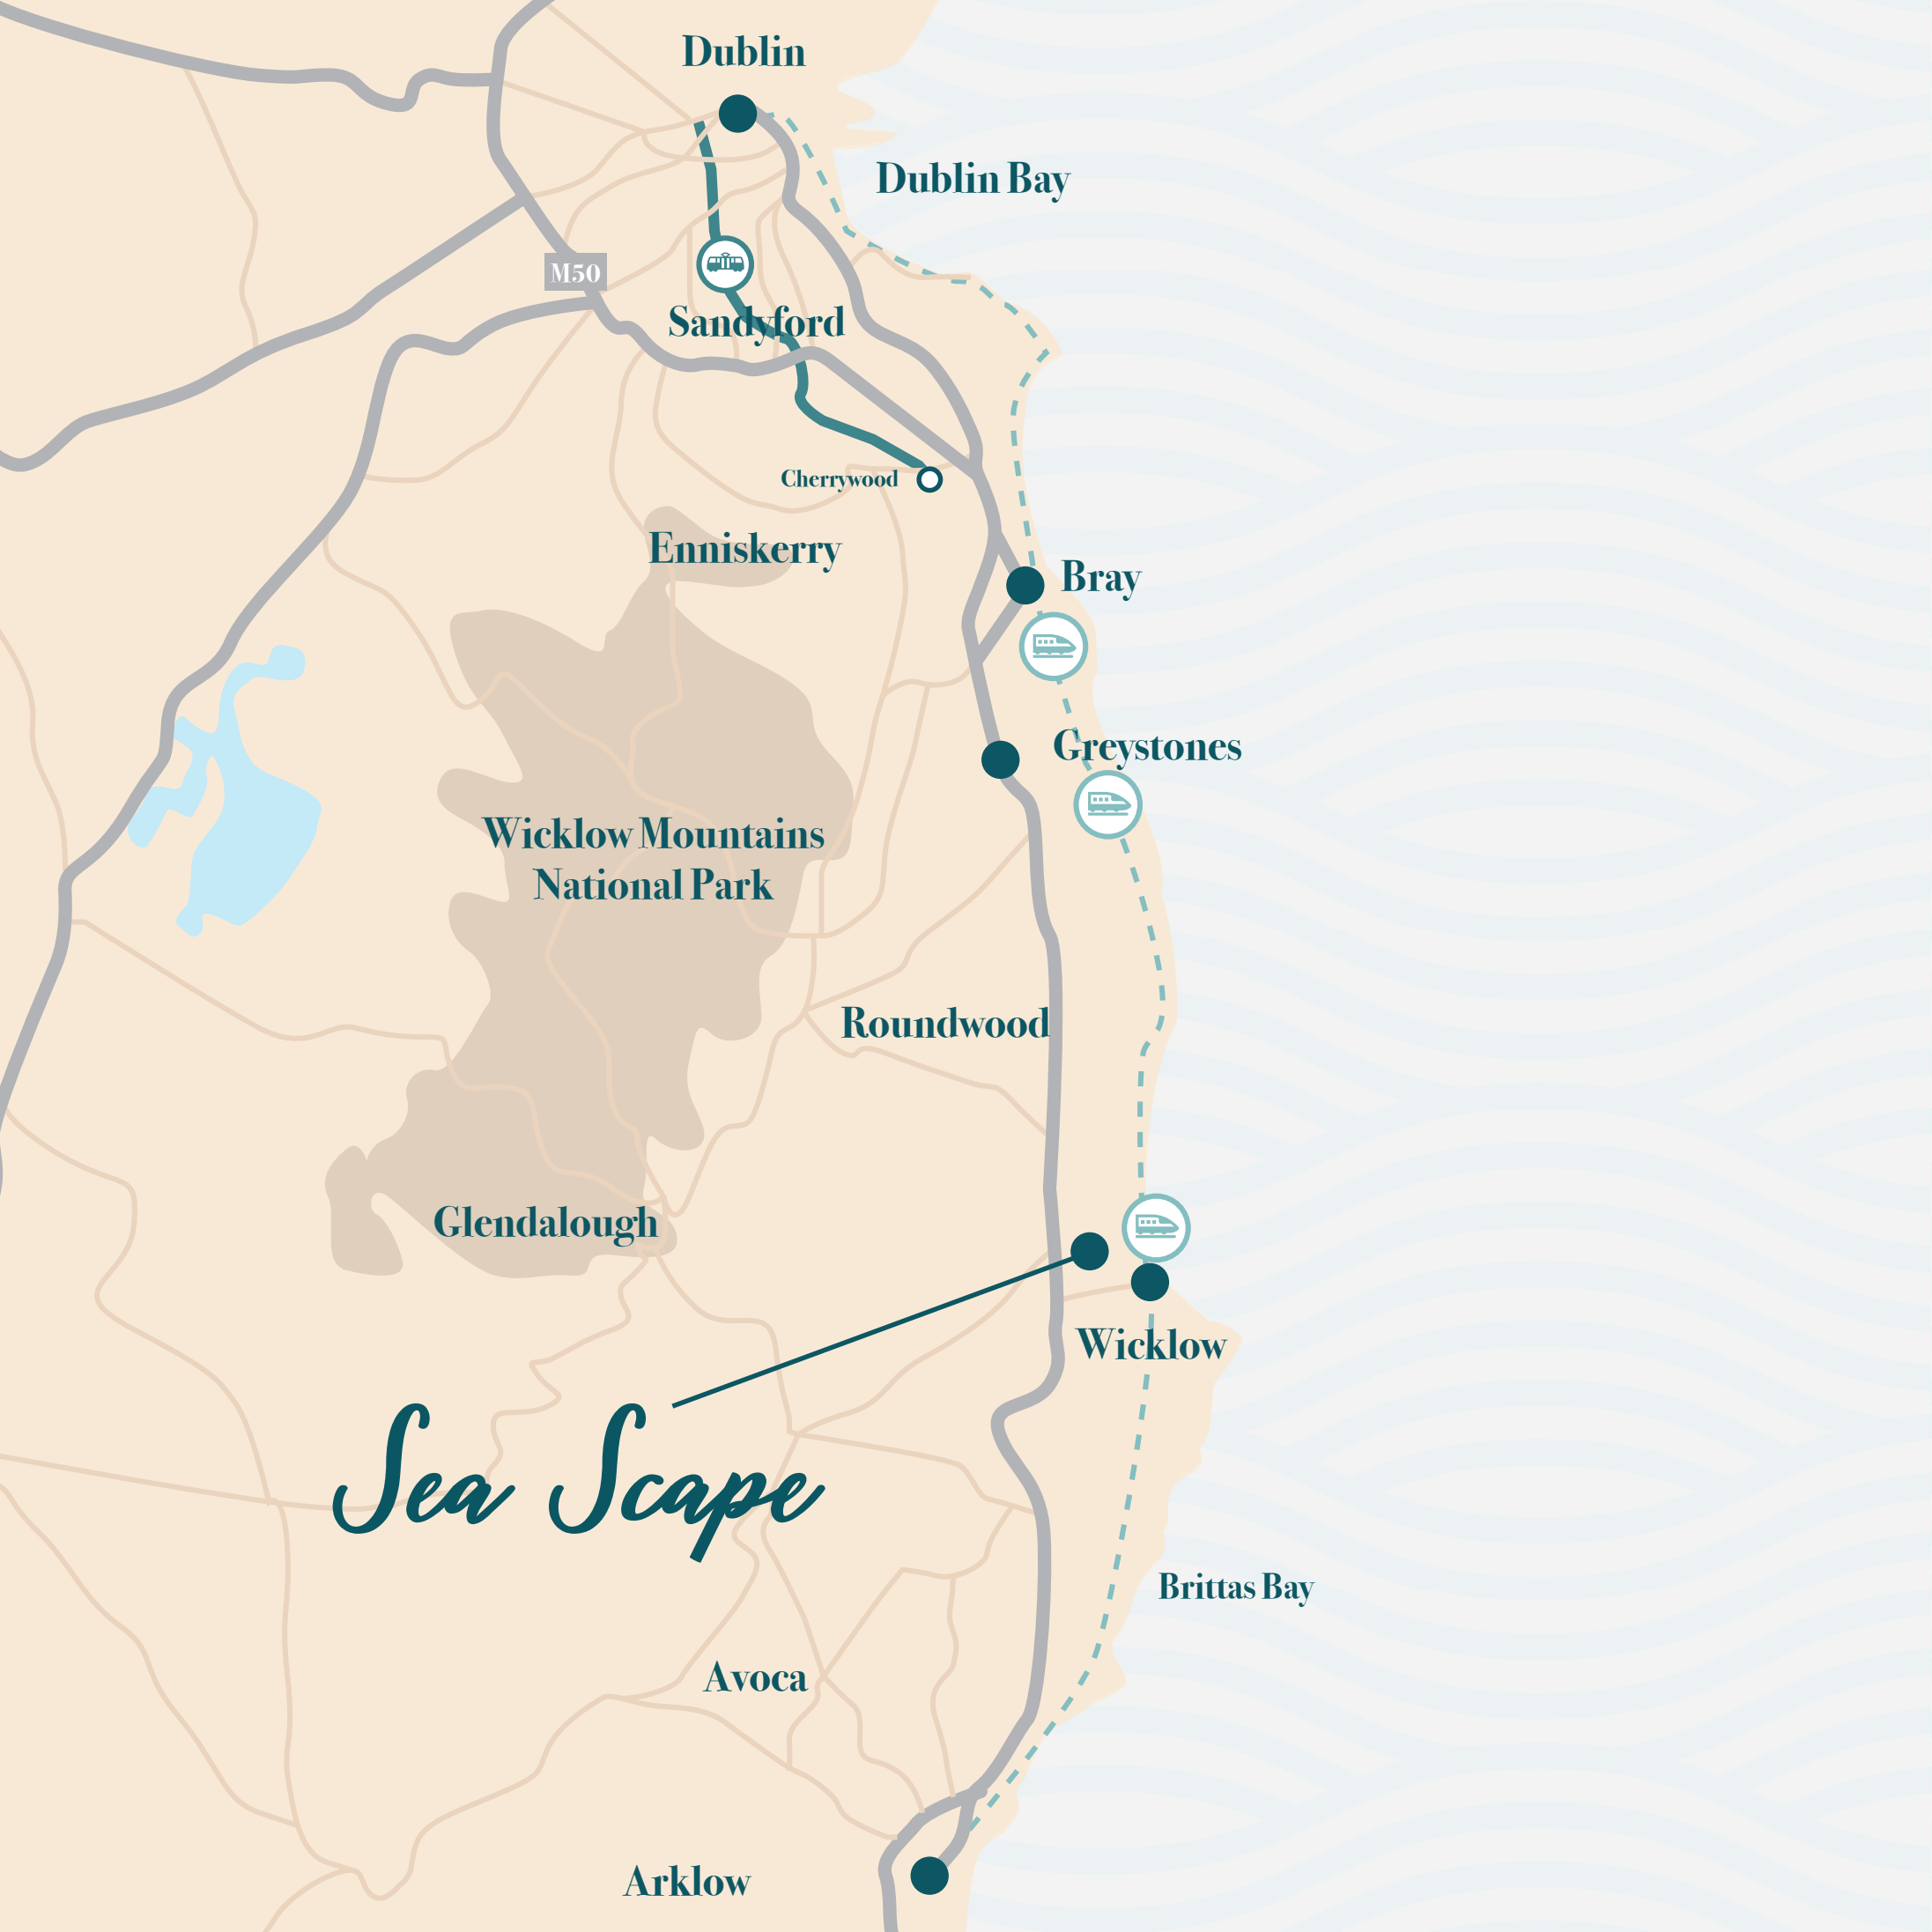 Dublin
Dublin Bay
M50
Sandyford
Cherrywood
Enniskerry
Bray
Greystones
Wicklow Mountains
National Park
Roundwood
Glendalough
Wicklow
Sea Scape
Brittas Bay
Avoca
Arklow